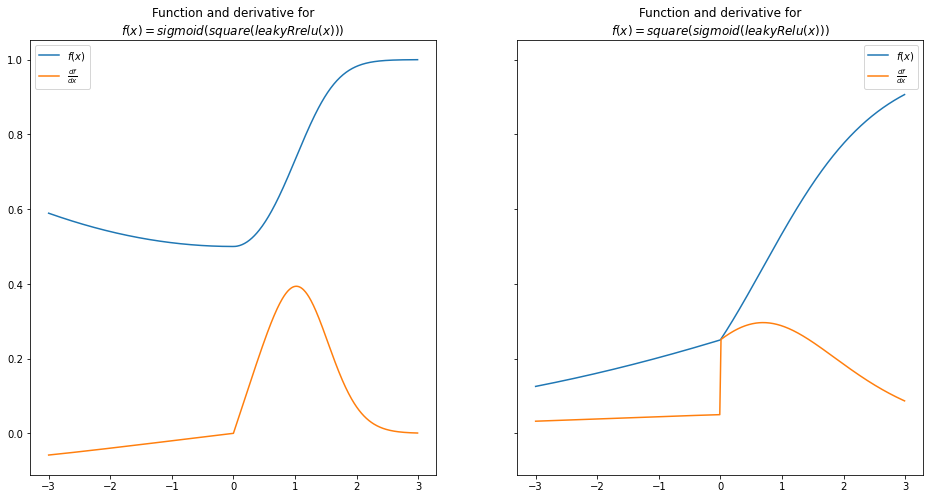 Function and derivative for
f(x) = sigmoid(square(leakyRrelu(x)))
f(x)
df/dx
1.0
0.8
0.6
0.4
0.2
0.0
−3 −2 −1 0 1 2 3
Function and derivative for
f(x) = square(sigmoid(leakyRelu(x)))
f(x)
df/dx
−3 −2 −1 0 1 2 3